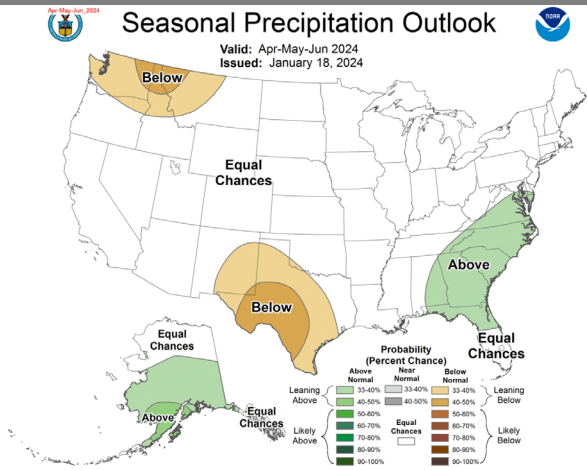 Apr-May-Jun_2024
Seasonal Precipitation Outlook
NOAA
Valid: Apr-May-Jun 2024
Issued: January 18, 2024
Below
Equal
Chances
Above
Below
Equal
Chances
Equal
Chances
Above
Equal
Chances
Probability
(Percent Chance)
Above Normal
Near Normal
Below Normal
Leaning Above
33-40% 33-40% 33-40%
40-50% 40-50% 40-50%
Leaning Below
Likely Above
50-60% 50-60%
60-70% 60-70%
70-80% 70-80%
80-90% 80-90%
90-100% 90-100%
Likely Below
Equal Chances